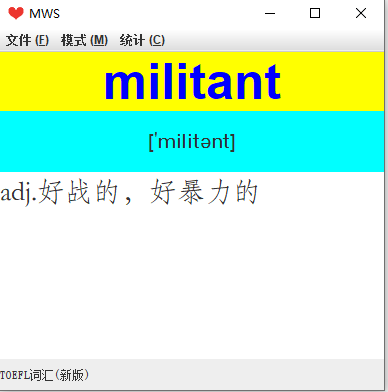 MWS
文件 (F) 模式 (M) 统计 (C)
militant
[ˈmilitənt]
adj.好战的，好暴力的
TOEFL词汇(新版)